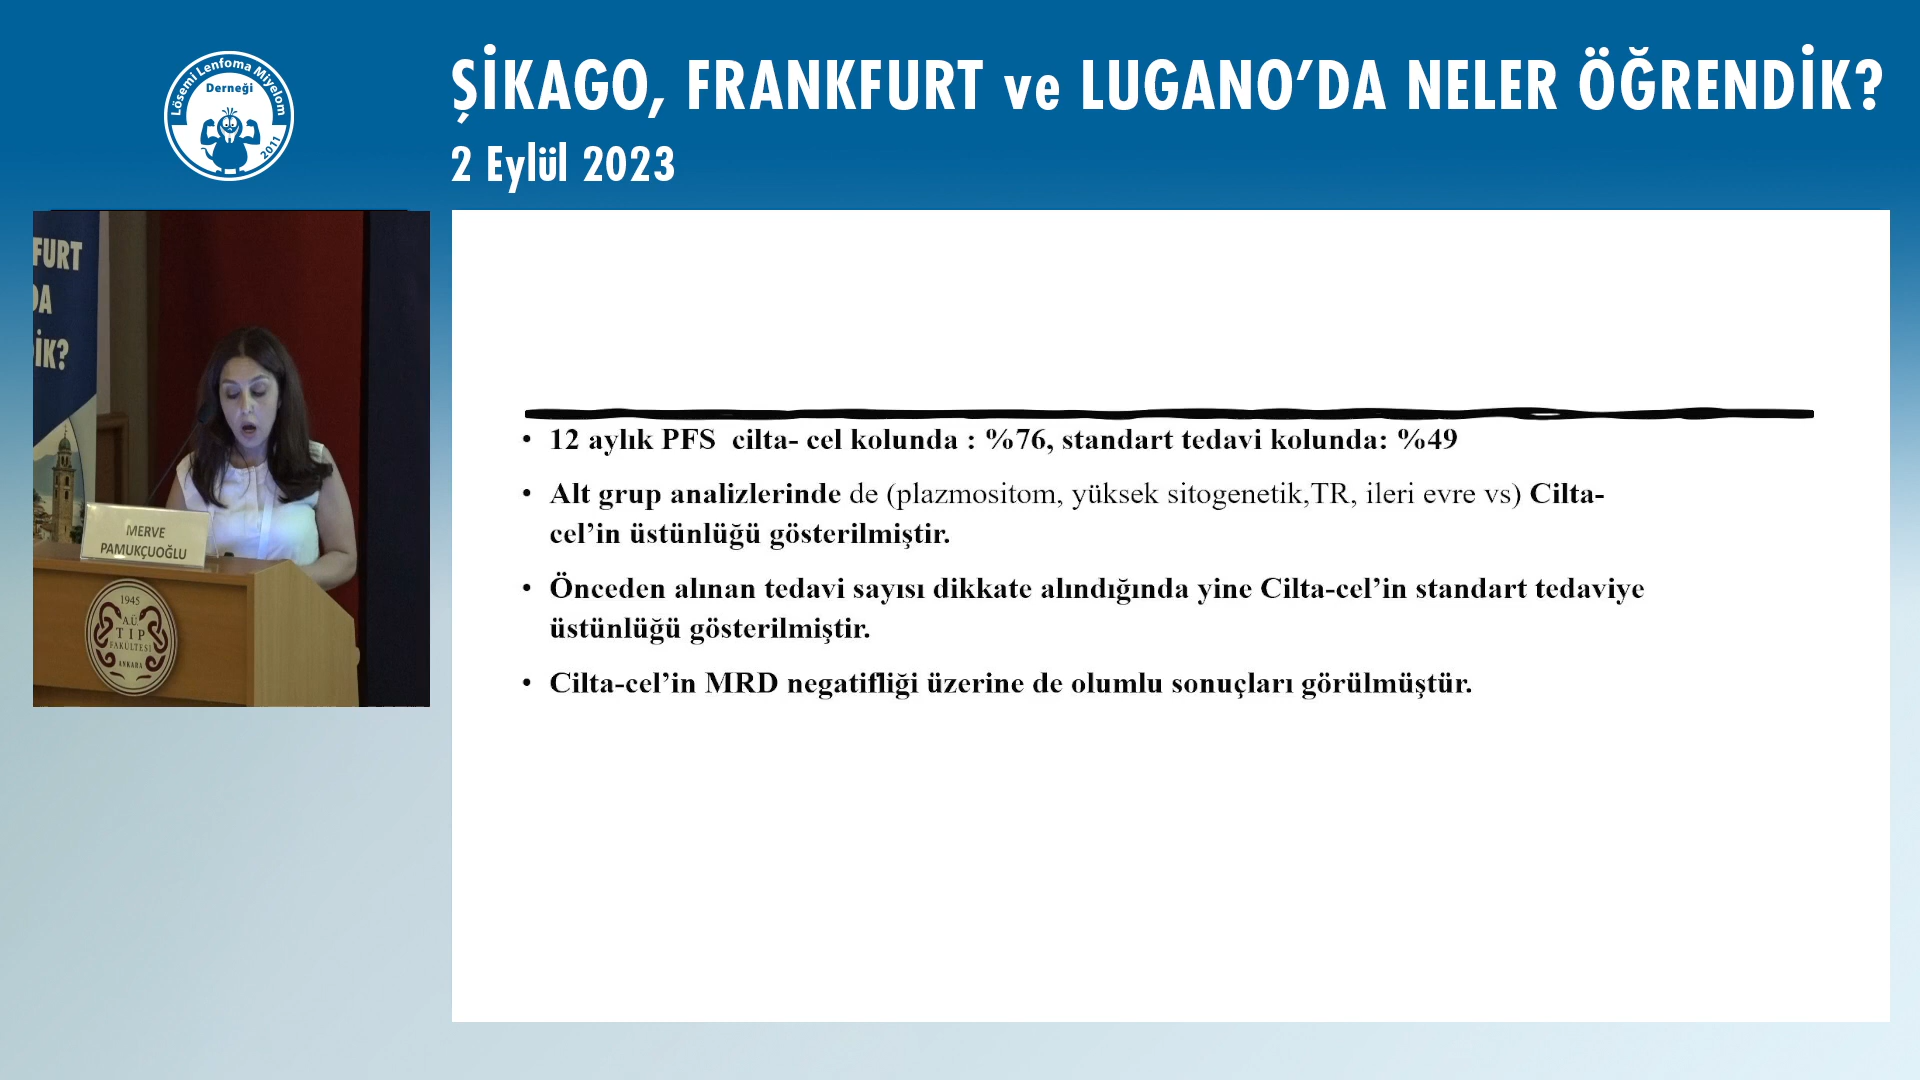 Lösemi Lenfoma Miyelom
Derneği
2011
ŞİKAGO, FRANKFURT ve LUGANO’DA NELER ÖĞRENDİK?
2 Eylül 2023
FURT
DA
İK?
MERVE
PAMUKÇUOĞLU
1945
A.Ü.
TIP
FAKÜLTESİ
ANKARA
• 12 aylık PFS cilta- cel kolunda : %76, standart tedavi kolunda: %49
• Alt grup analizlerinde de (plazmositom, yüksek sitogenetik,TR, ileri evre vs) Cilta-
cel’in üstünlüğü gösterilmiştir.
• Önceden alınan tedavi sayısı dikkate alındığında yine Cilta-cel’in standart tedaviye
üstünlüğü gösterilmiştir.
• Cilta-cel’in MRD negatifliği üzerine de olumlu sonuçları görülmüştür.